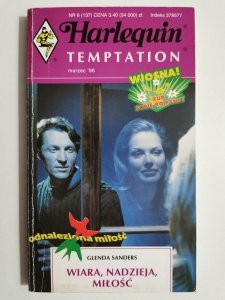 NR 6 (137) CENA 3.40 (34 000) zł. Indeks 378577
Harlequin
TEMPTATION
marzec '96
WIOSNA!
odnaleziona miłość
GLENDA SANDERS
WIARA, NADZIEJA,
MIŁOŚĆ